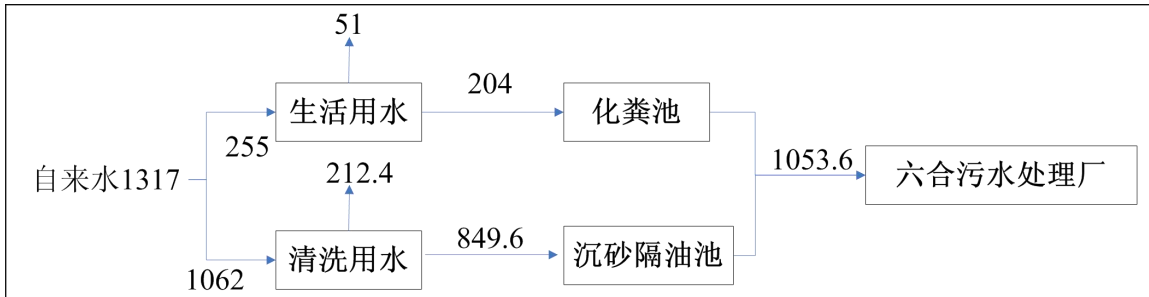 51
生活用水
204
化粪池
255
自来水1317
212.4
1053.6
六合污水处理厂
1062
清洗用水
849.6
沉砂隔油池